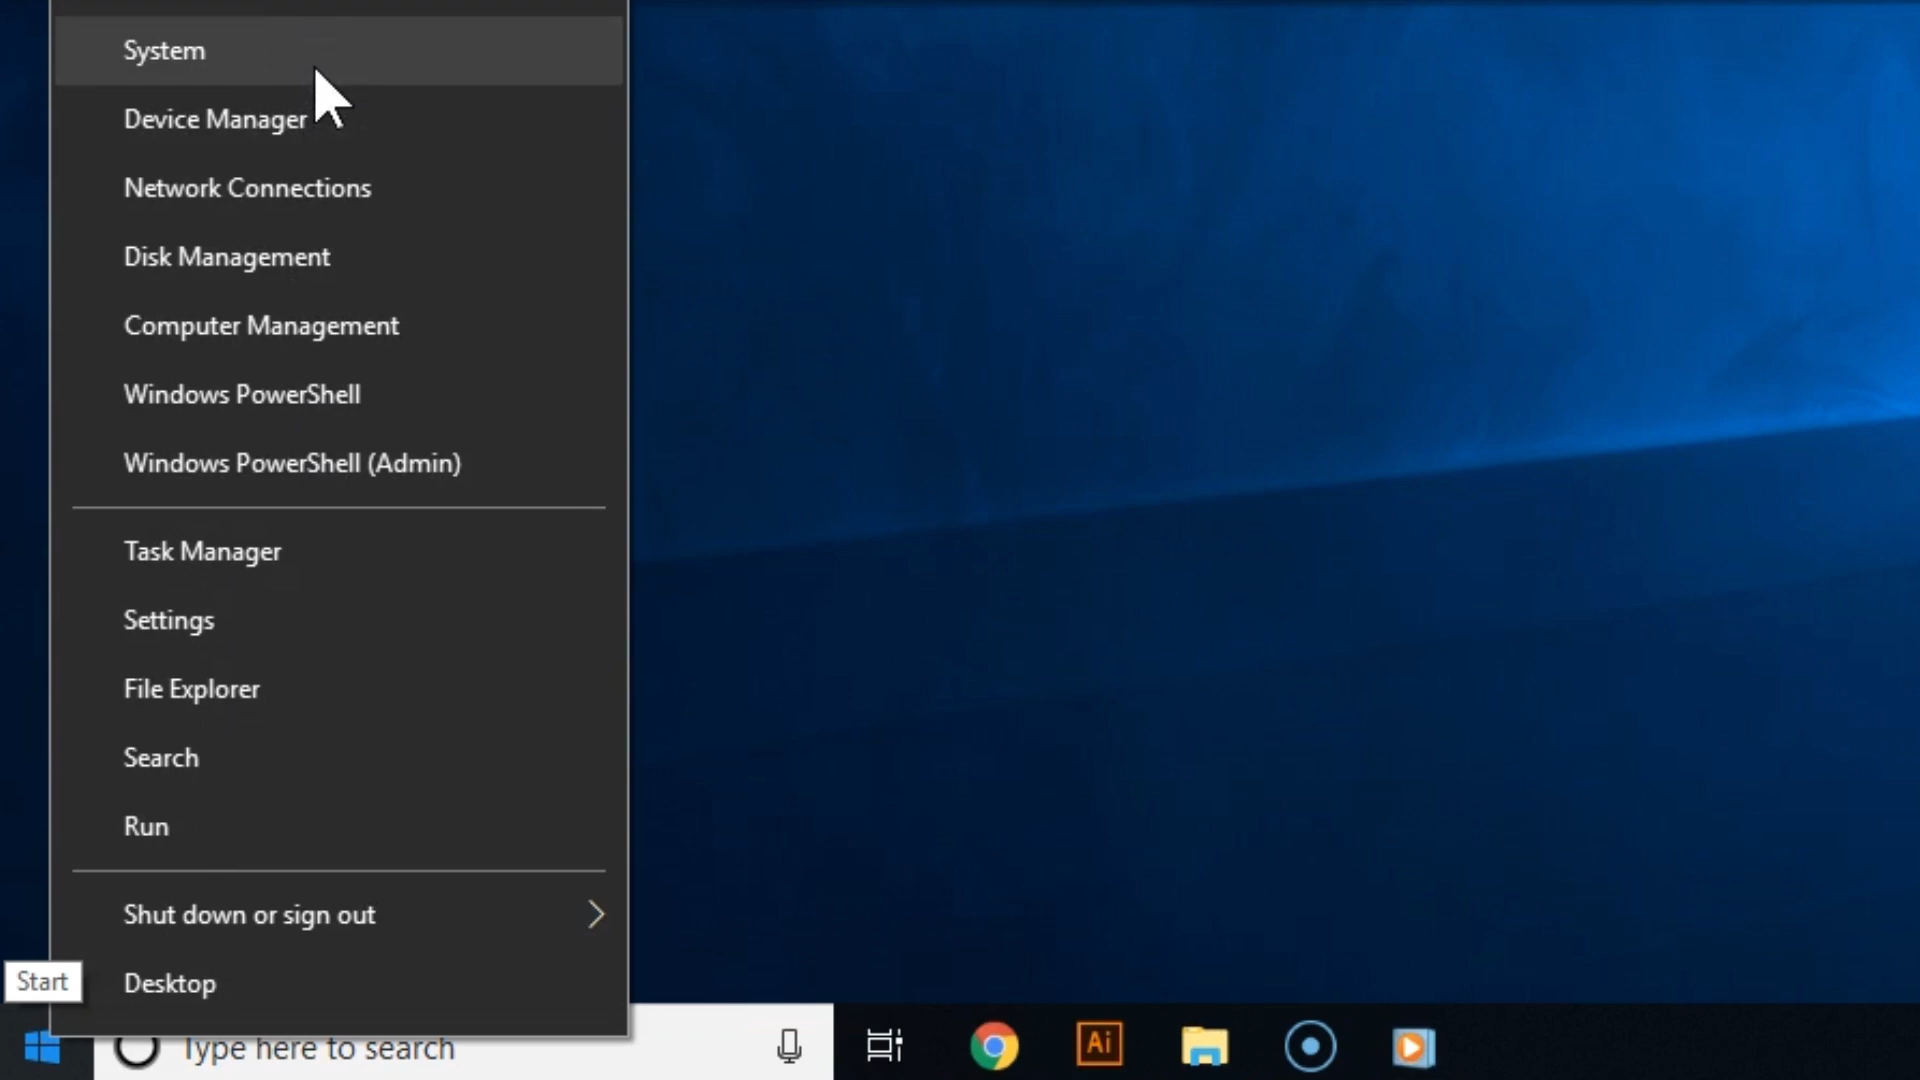 System
Device Manager
Network Connections
Disk Management
Computer Management
Windows PowerShell
Windows PowerShell (Admin)
Task Manager
Settings
File Explorer
Search
Run
Shut down or sign out
Desktop
Start
Type here to search
Ai